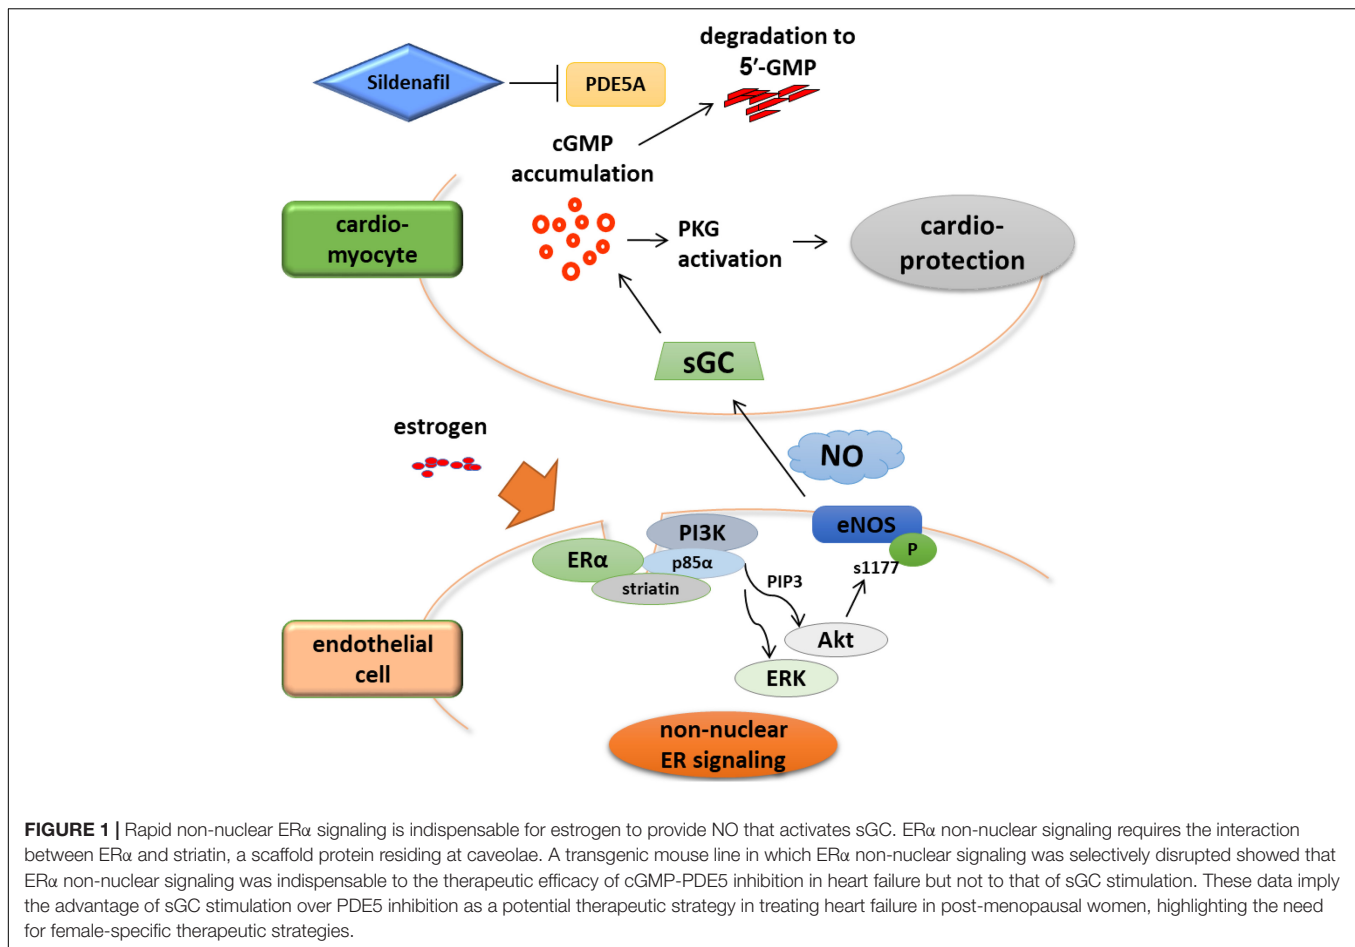 degradation to
5′-GMP
Sildenafil
PDE5A
cGMP
accumulation
cardio-
myocyte
PKG
activation
cardio-
protection
sGC
estrogen
NO
eNOS
P
s1177
PI3K
ERα
p85α
striatin
PIP3
Akt
ERK
endothelial
cell
non-nuclear
ER signaling
FIGURE 1 | Rapid non-nuclear ERα signaling is indispensable for estrogen to provide NO that activates sGC. ERα non-nuclear signaling requires the interaction
between ERα and striatin, a scaffold protein residing at caveolae. A transgenic mouse line in which ERα non-nuclear signaling was selectively disrupted showed that
ERα non-nuclear signaling was indispensable to the therapeutic efficacy of cGMP-PDE5 inhibition in heart failure but not to that of sGC stimulation. These data imply
the advantage of sGC stimulation over PDE5 inhibition as a potential therapeutic strategy in treating heart failure in post-menopausal women, highlighting the need
for female-specific therapeutic strategies.